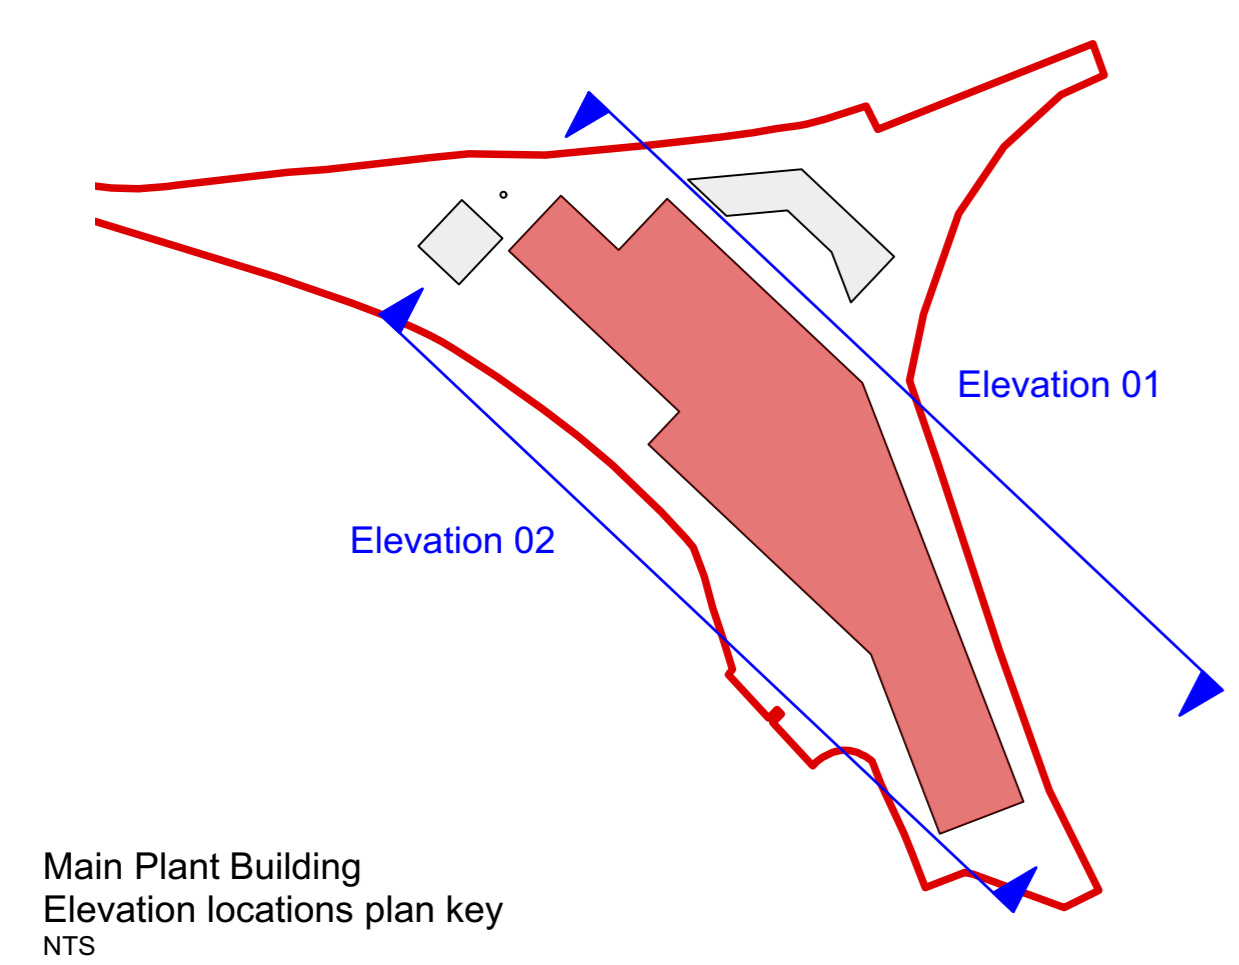 Elevation 01
Elevation 02
Main Plant Building
Elevation locations plan key
NTS